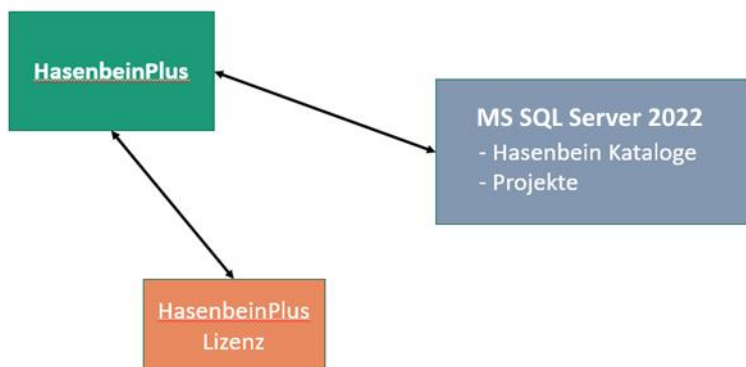 HasenbeinPlus
MS SQL Server 2022
- Hasenbein Kataloge
- Projekte
HasenbeinPlus
Lizenz